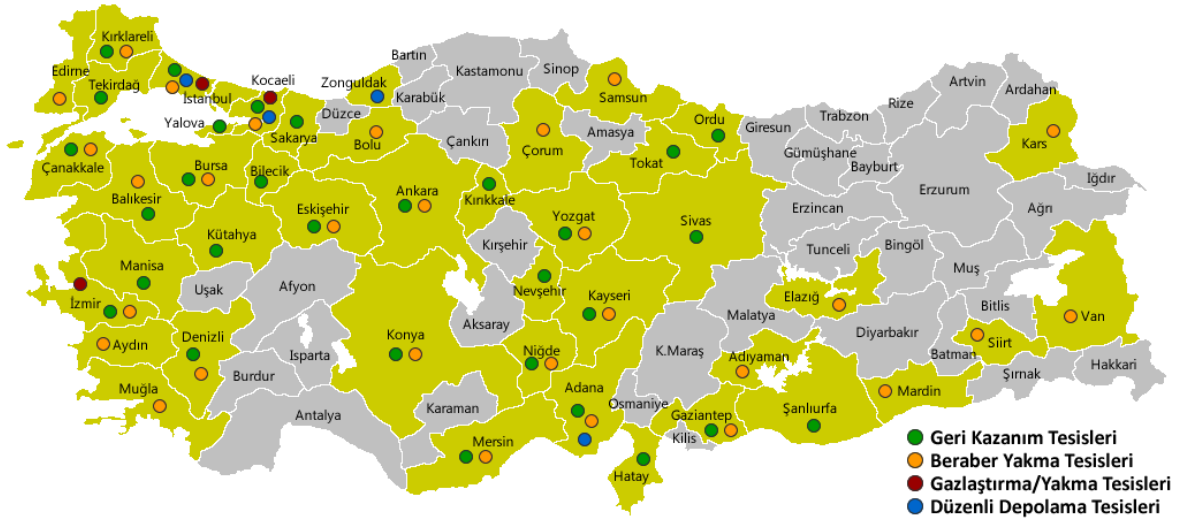 Kırklareli
Edirne
Tekirdağ
İstanbul
Kocaeli
Yalova
Sakarya
Zonguldak
Düzce
Bartın
Karabük
Kastamonu
Sinop
Samsun
Bolu
Çankırı
Çorum
Amasya
Ordu
Tokat
Giresun
Trabzon
Rize
Artvin
Ardahan
Kars
Gümüşhane
Bayburt
Erzurum
Iğdır
Ağrı
Çanakkale
Bursa
Bilecik
Balıkesir
Eskişehir
Ankara
Kırıkkale
Yozgat
Sivas
Erzincan
Kütahya
Kırşehir
Tunceli
Bingöl
Muş
Manisa
Uşak
Afyon
Nevşehir
Kayseri
Elazığ
Bitlis
Van
İzmir
Aksaray
Malatya
Diyarbakır
Siirt
Aydın
Denizli
Konya
Isparta
Niğde
K.Maraş
Adıyaman
Batman
Hakkari
Şırnak
Burdur
Muğla
Adana
Mardin
Antalya
Karaman
Osmaniye
Gaziantep
Şanlıurfa
Mersin
Kilis
Hatay
Geri Kazanım Tesisleri
Beraber Yakma Tesisleri
Gazlaştırma/Yakma Tesisleri
Düzenli Depolama Tesisleri